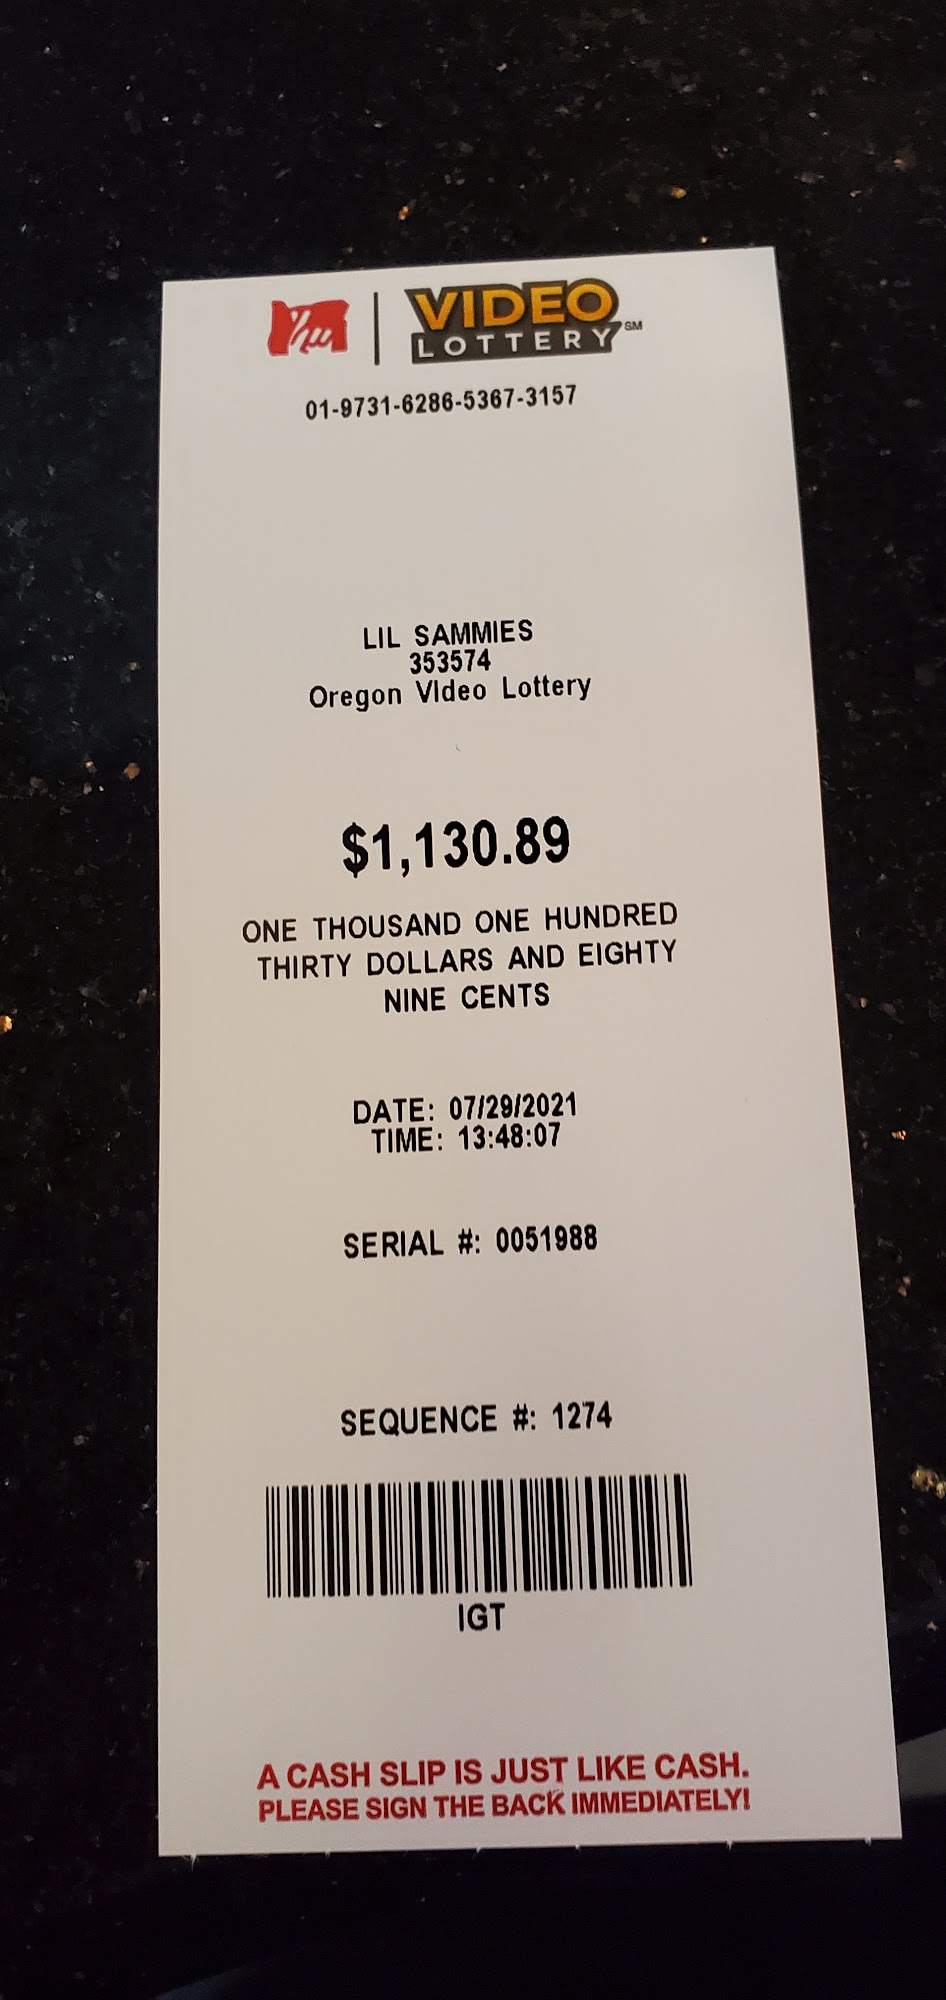 VIDEO
LOTTERY SM
01-9731-6286-5367-3157
LIL SAMMIES
353574
Oregon VIdeo Lottery
$1,130.89
ONE THOUSAND ONE HUNDRED
THIRTY DOLLARS AND EIGHTY
NINE CENTS
DATE: 07/29/2021
TIME: 13:48:07
SERIAL #: 0051988
SEQUENCE #: 1274
IGT
A CASH SLIP IS JUST LIKE CASH.
PLEASE SIGN THE BACK IMMEDIATELY!